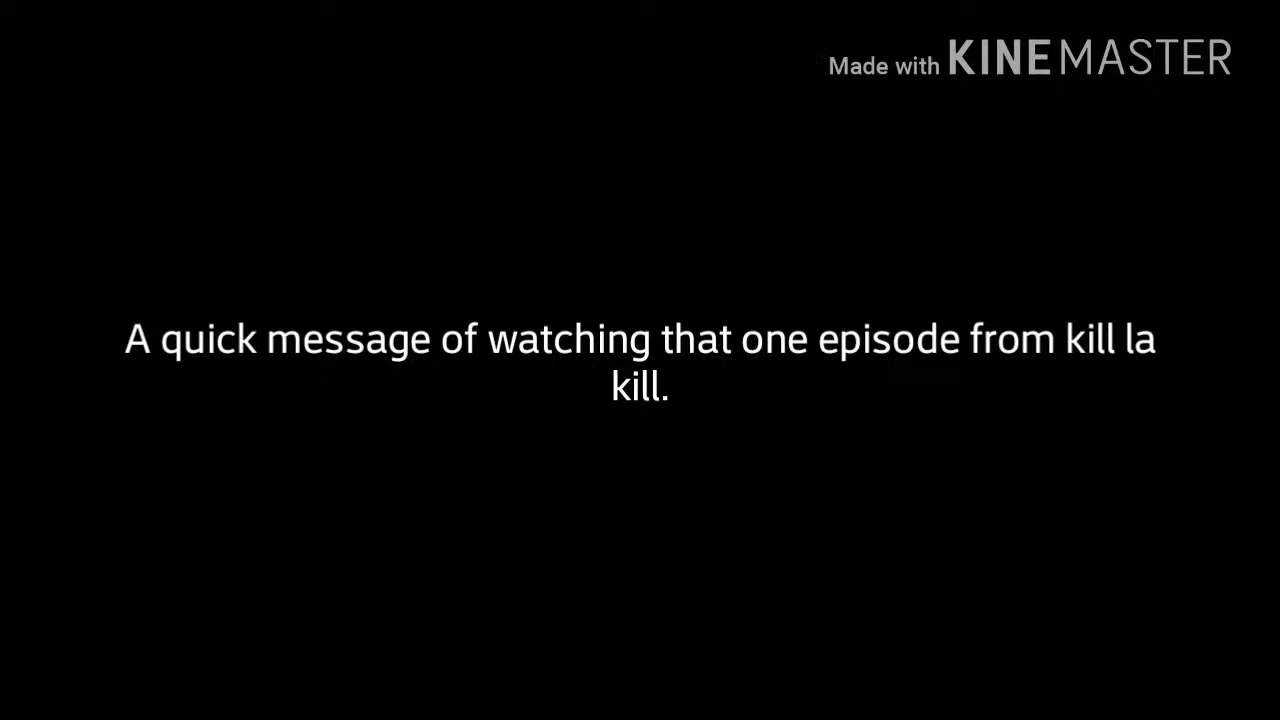 Made with KINEMASTER
A quick message of watching that one episode from kill la
kill.